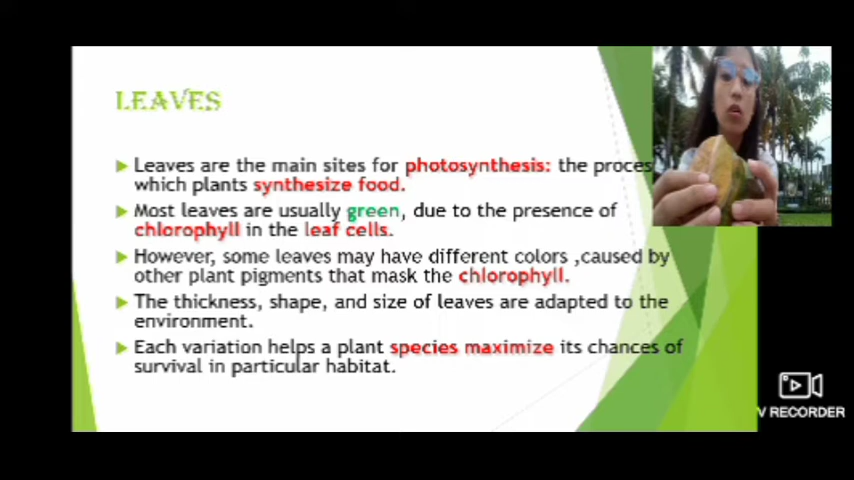 LEAVES
Leaves are the main sites for photosynthesis: the proces
which plants synthesize food.
Most leaves are usually green, due to the presence of
chlorophyll in the leaf cells.
However, some leaves may have different colors ,caused by
other plant pigments that mask the chlorophyll.
The thickness, shape, and size of leaves are adapted to the
environment.
Each variation helps a plant species maximize its chances of
survival in particular habitat.
V RECORDER